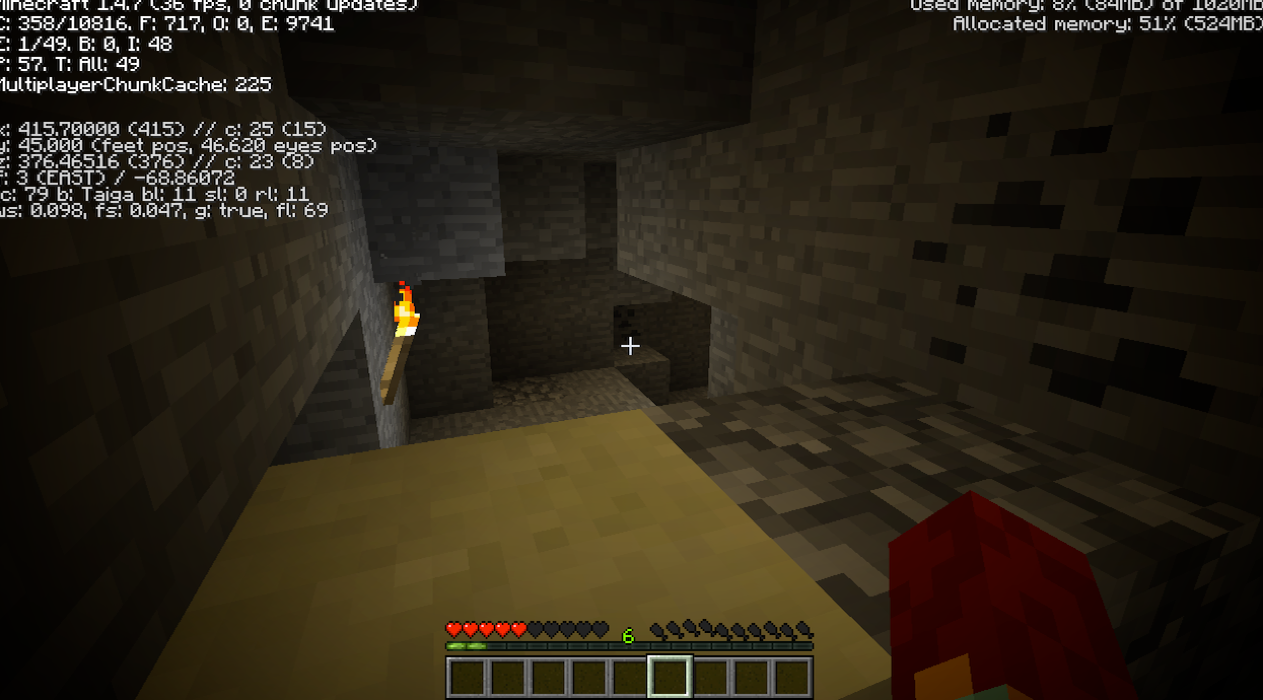 Minecraft 1.4.7 (36 fps, 0 chunk updates)
C: 358/10816. F: 717, O: 0, E: 9741
E: 1/49. B: 0, I: 48
P: 57. T: All: 49
MultiplayerChunkCache: 225
x: 415.70000 (415) // c: 25 (15)
y: 45.000 (feet pos, 46.620 eyes pos)
z: 376.46516 (376) // c: 23 (8)
f: 3 (EAST) / -68.86072
lc: 79 b: Taiga bl: 11 sl: 0 rl: 11
ws: 0.098, fs: 0.047, g: true, fl: 69
Used memory: 8% (84MB) of 1020MB
Allocated memory: 51% (524MB)
6